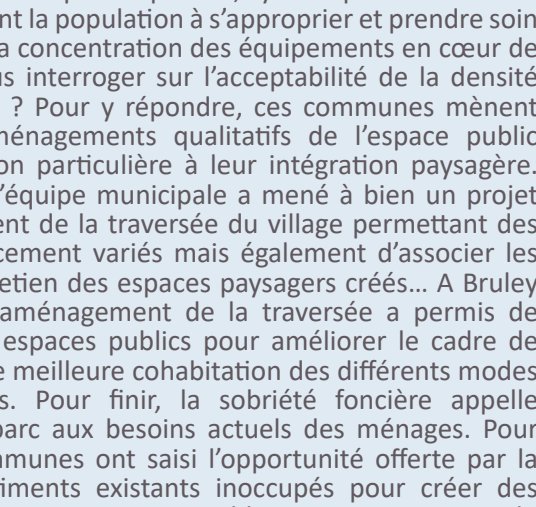 nt la population à s’approprier et prendre soin
a concentration des équipements en cœur de
us interroger sur l’acceptabilité de la densité
? Pour y répondre, ces communes mènent
ménagements qualitatifs de l’espace public
on particulière à leur intégration paysagère.
’équipe municipale a mené à bien un projet
ent de la traversée du village permettant des
cement variés mais également d’associer les
etien des espaces paysagers créés… A Bruley
aménagement de la traversée a permis de
espaces publics pour améliorer le cadre de
e meilleure cohabitation des différents modes
s. Pour finir, la sobriété foncière appelle
parc aux besoins actuels des ménages. Pour
mmunes ont saisi l’opportunité offerte par la
timents existants inoccupés pour créer des